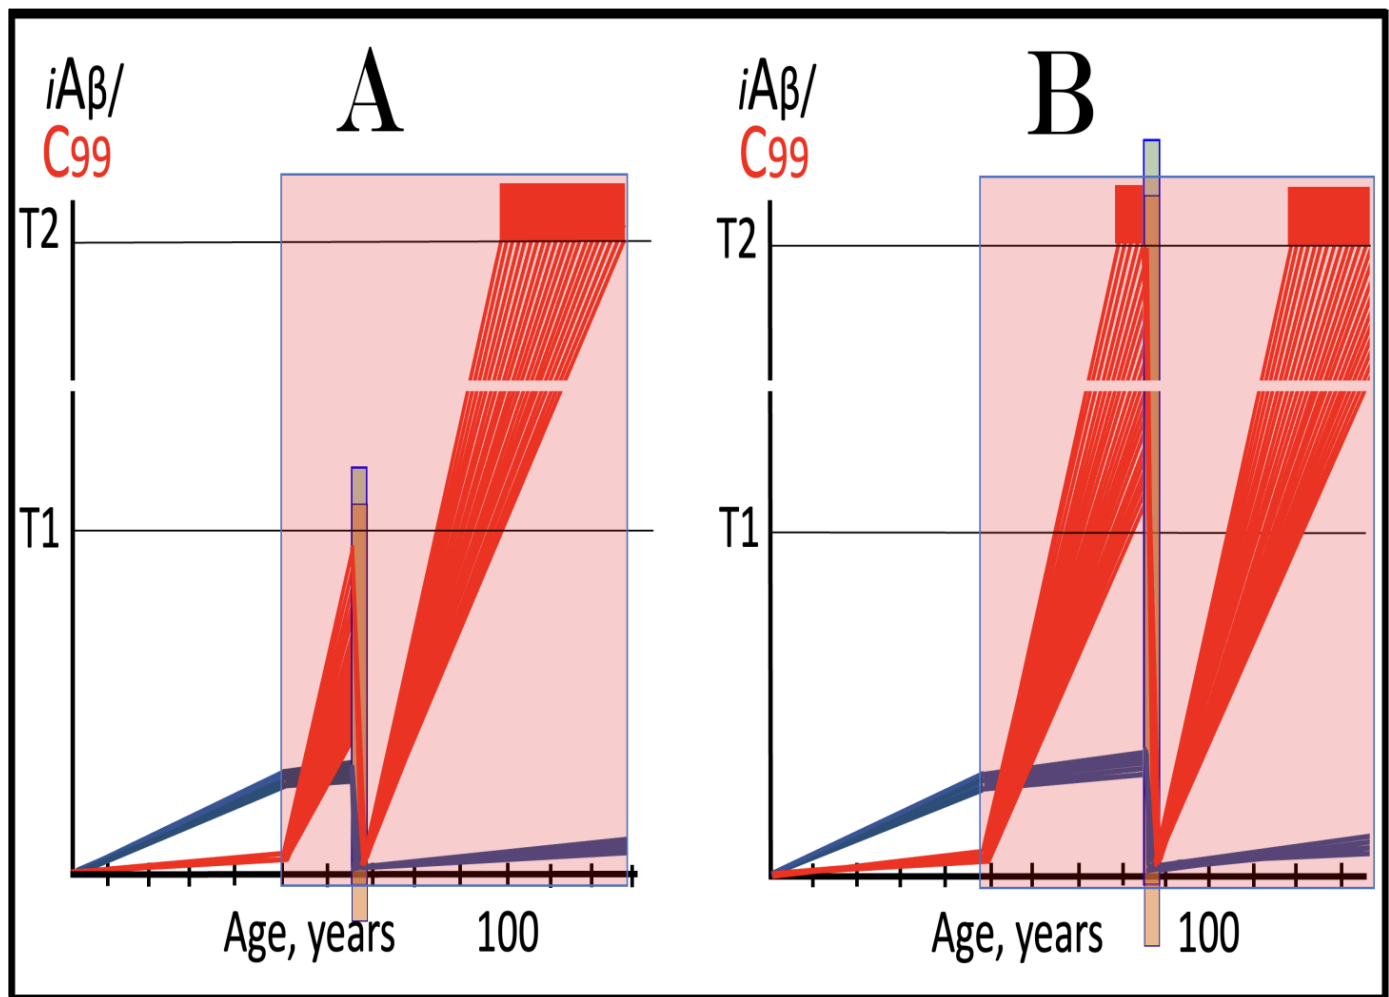 A
iAβ/
C99
T2
T1
Age, years 100
B
iAβ/
C99
T2
T1
Age, years 100